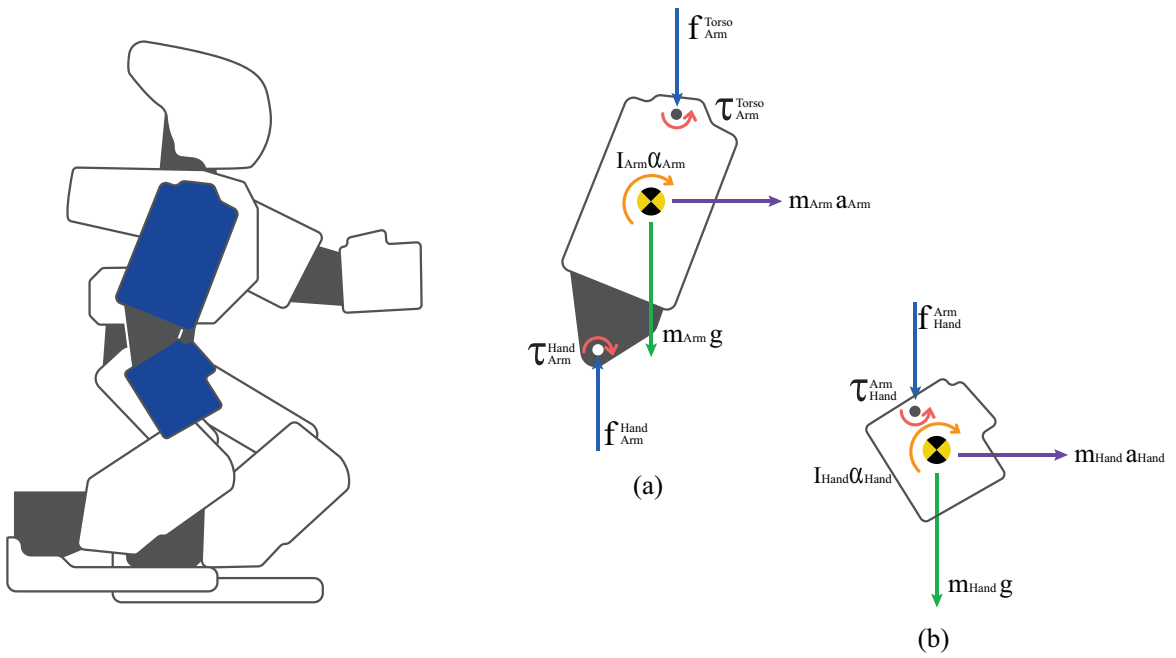 f Torso Arm
τ Torso Arm
I Arm α Arm
m Arm a Arm
m Arm g
τ Hand Arm
f Hand Arm
(a)
f Arm Hand
τ Arm Hand
m Hand a Hand
I Hand α Hand
m Hand g
(b)